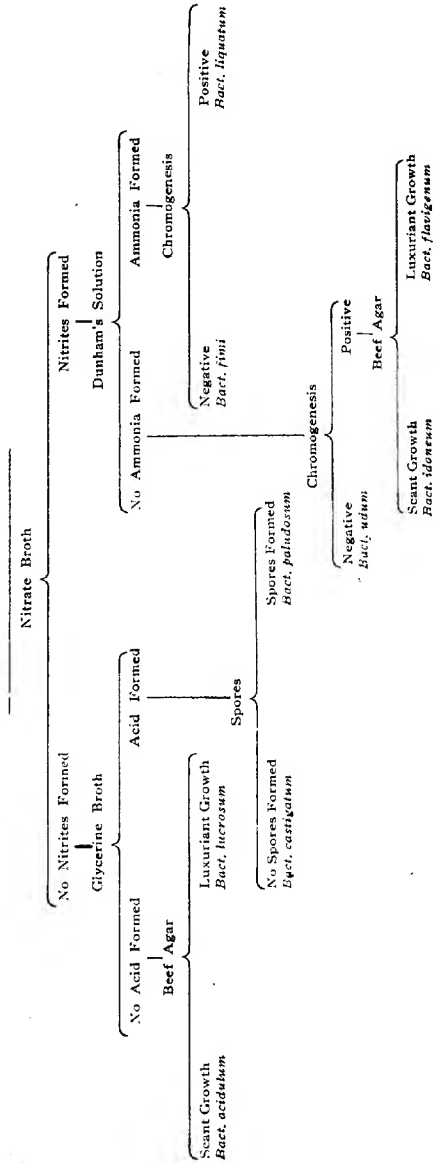 Nitrate Broth
No Nitrites Formed Nitrites Formed
Glycerine Broth Dunham's Solution
No Acid Formed Acid Formed No Ammonia Formed Ammonia Formed
Beef Agar Chromogenesis
Scant Growth Luxuriant Growth Negative Positive
Bact. acidulum Bact. lucrosum Bact. fimi Bact. liquatum
Spores
No Spores Formed Spores Formed
Bact. castigatum Bact. paludosum
Chromogenesis
Negative Positive
Bact. udum Beef Agar
Scant Growth Luxuriant Growth
Bact. idoneum Bact. flavigenum